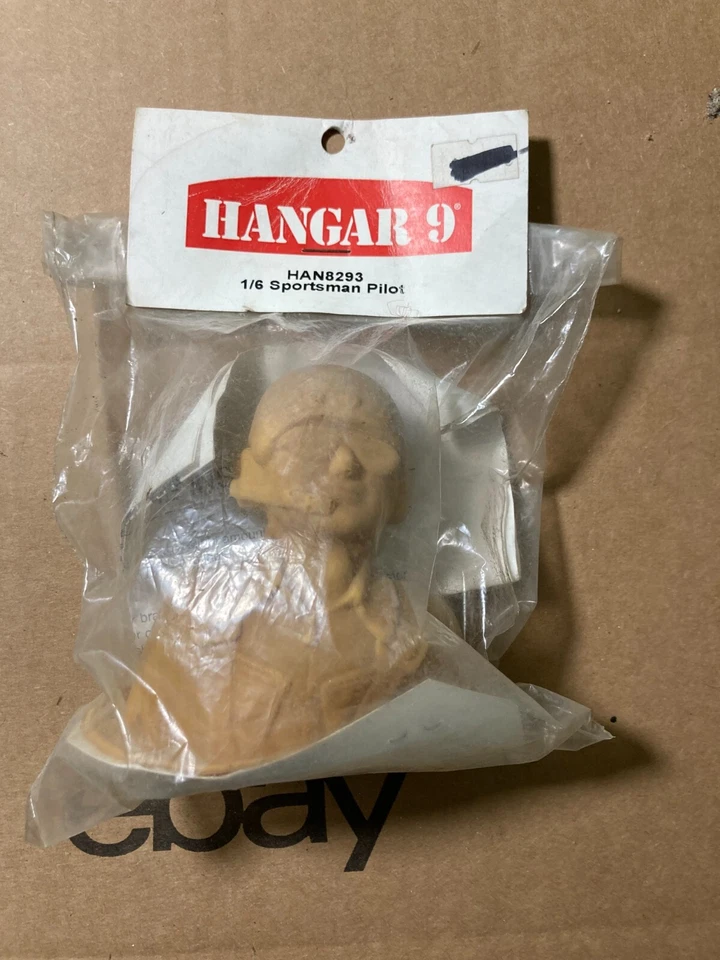 HANGAR 9®
HAN8293
1/6 Sportsman Pilot
ebay